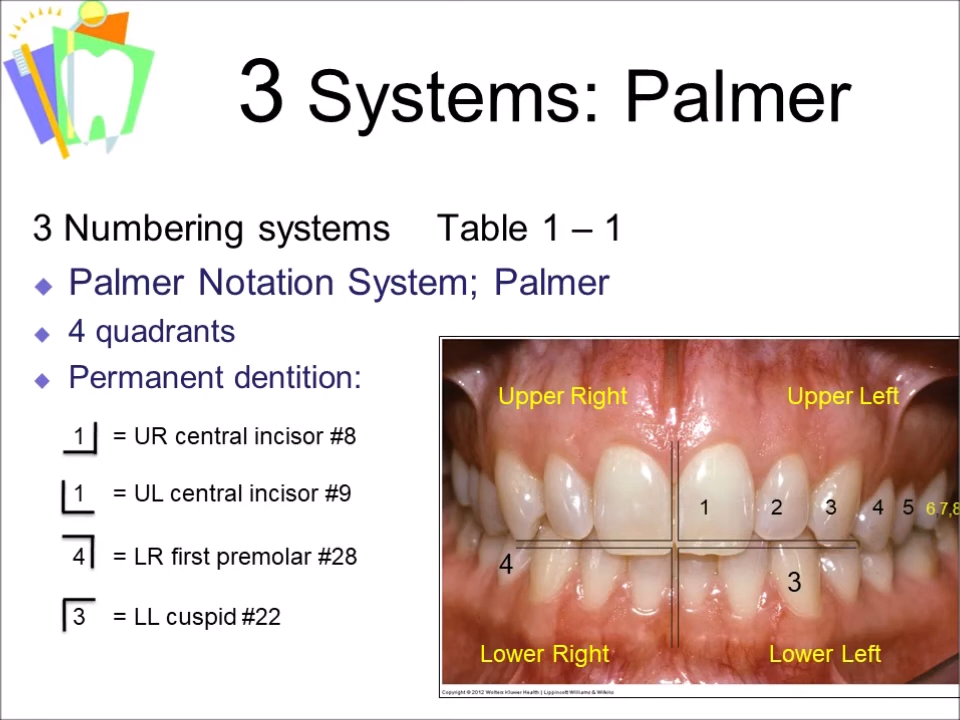 3 Systems: Palmer
3 Numbering systems Table 1 – 1
Palmer Notation System; Palmer
4 quadrants
Permanent dentition:
1 = UR central incisor #8
1 = UL central incisor #9
4 = LR first premolar #28
3 = LL cuspid #22
Upper Right Upper Left
1 2 3 4 5 6 7,8
4
3
Lower Right Lower Left
Copyright © 2012 Wolters Kluwer Health | Lippincott Williams & Wilkins